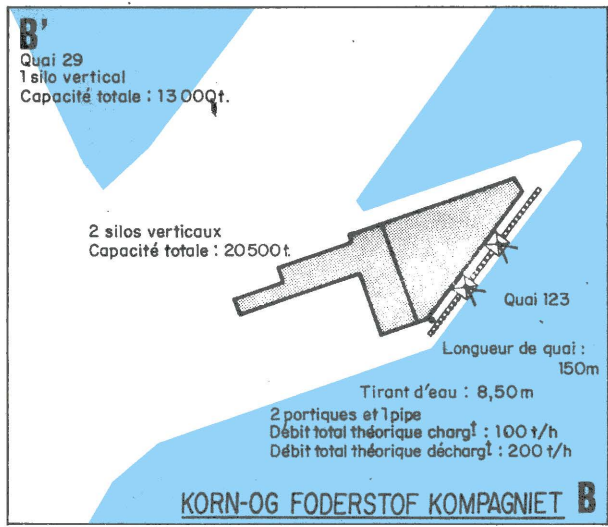 B'
Quai 29
1 silo vertical
Capacité totale : 13 000t.
2 silos verticaux
Capacité totale : 20500t.
Quai 123
Longueur de quai :
150m
Tirant d'eau : 8,50m
2 portiques et 1 pipe
Débit total théorique chargt : 100 t/h
Débit total théorique déchargt : 200 t/h
KORN-OG FODERSTOF KOMPAGNIET B